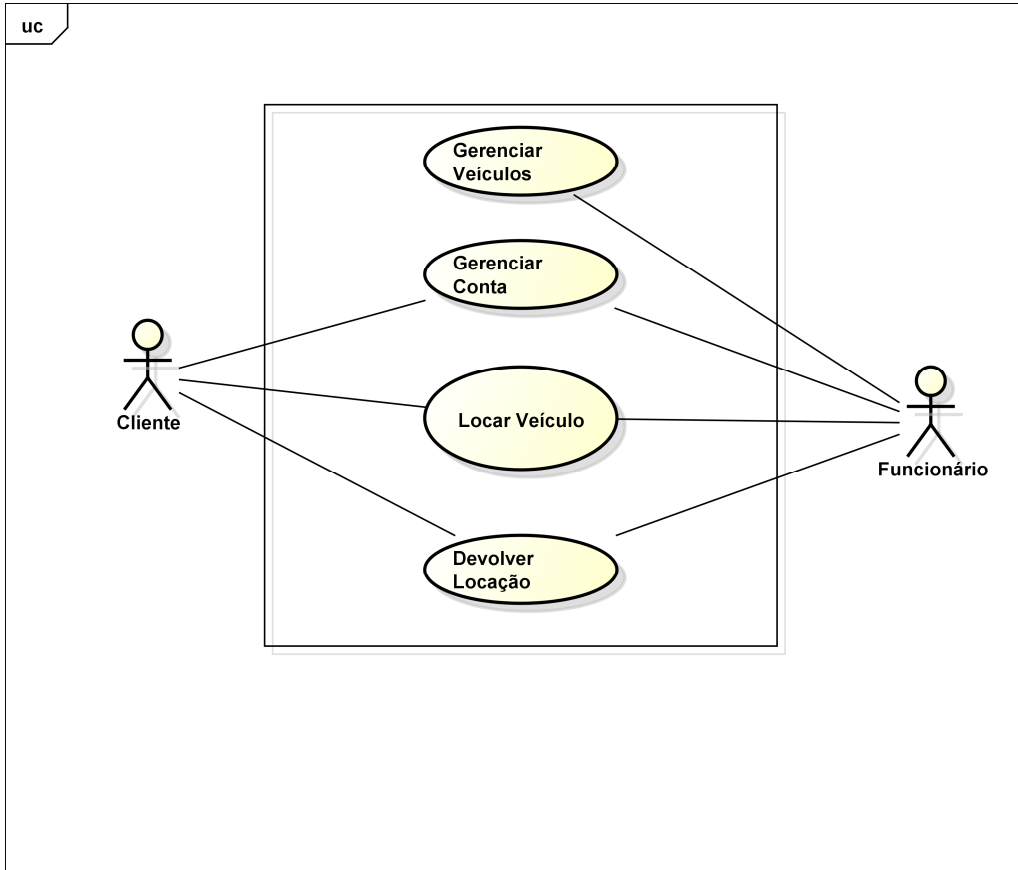 uc
Gerenciar
Veiculos
Gerenciar
Conta
Cliente
Locar Veículo
Funcionário
Devolver
Locação